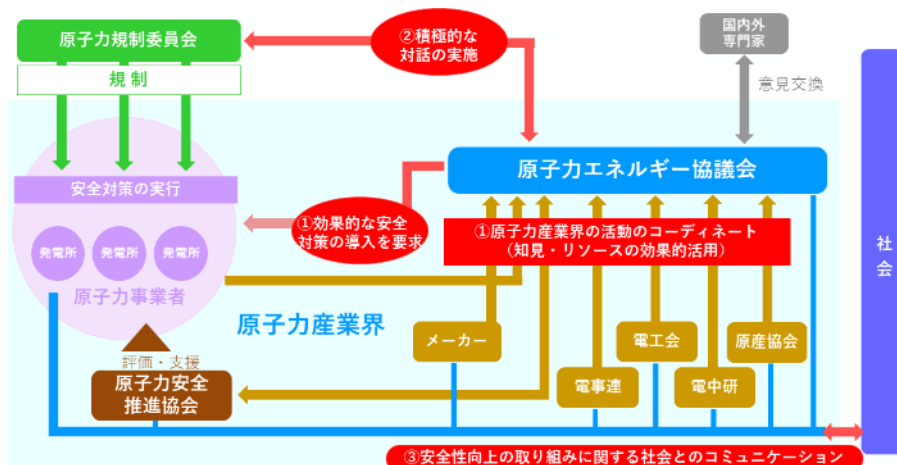 原子力規制委員会
規 制
②積極的な
対話の実施
国内外
専門家
意見交換
社
会
原子力エネルギー協議会
安全対策の実行
①効果的な安全
対策の導入を要求
①原子力産業界の活動のコーディネート
（知見・リソースの効果的活用）
発電所
発電所
発電所
原子力事業者
原子力産業界
メーカー
電工会
原産協会
電事連
電中研
評価・支援
原子力安全
推進協会
③安全性向上の取り組みに関する社会とのコミュニケーション